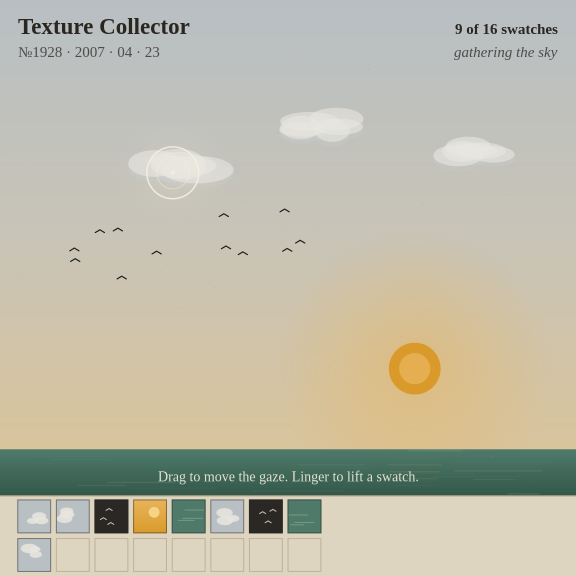 Texture Collector
9 of 16 swatches
№1928 · 2007 · 04 · 23
gathering the sky
Drag to move the gaze. Linger to lift a swatch.